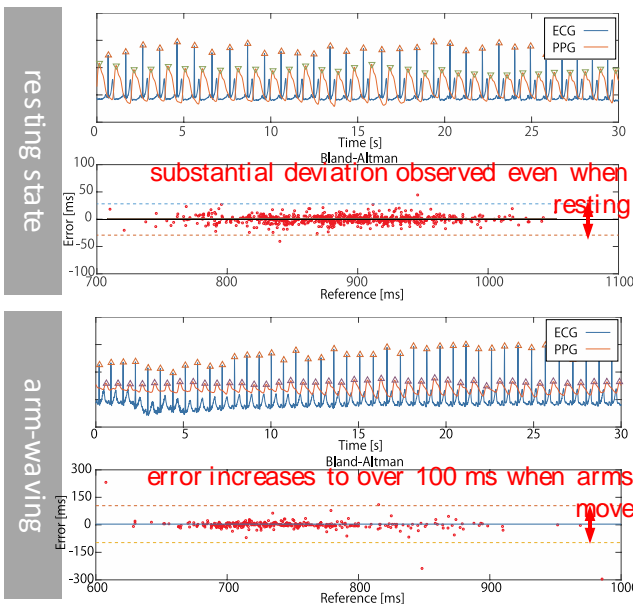 resting state
ECG
PPG
0 5 10 15 20 25 30
Time [s]
Bland-Altman
substantial deviation observed even when
resting
100
50
0
-50
-100
Error [ms]
700 800 900 1000 1100
Reference [ms]
arm-waving
ECG
PPG
0 5 10 15 20 25 30
Time [s]
Bland-Altman
error increases to over 100 ms when arms
move
300
150
0
-150
-300
Error [ms]
600 700 800 900 1000
Reference [ms]